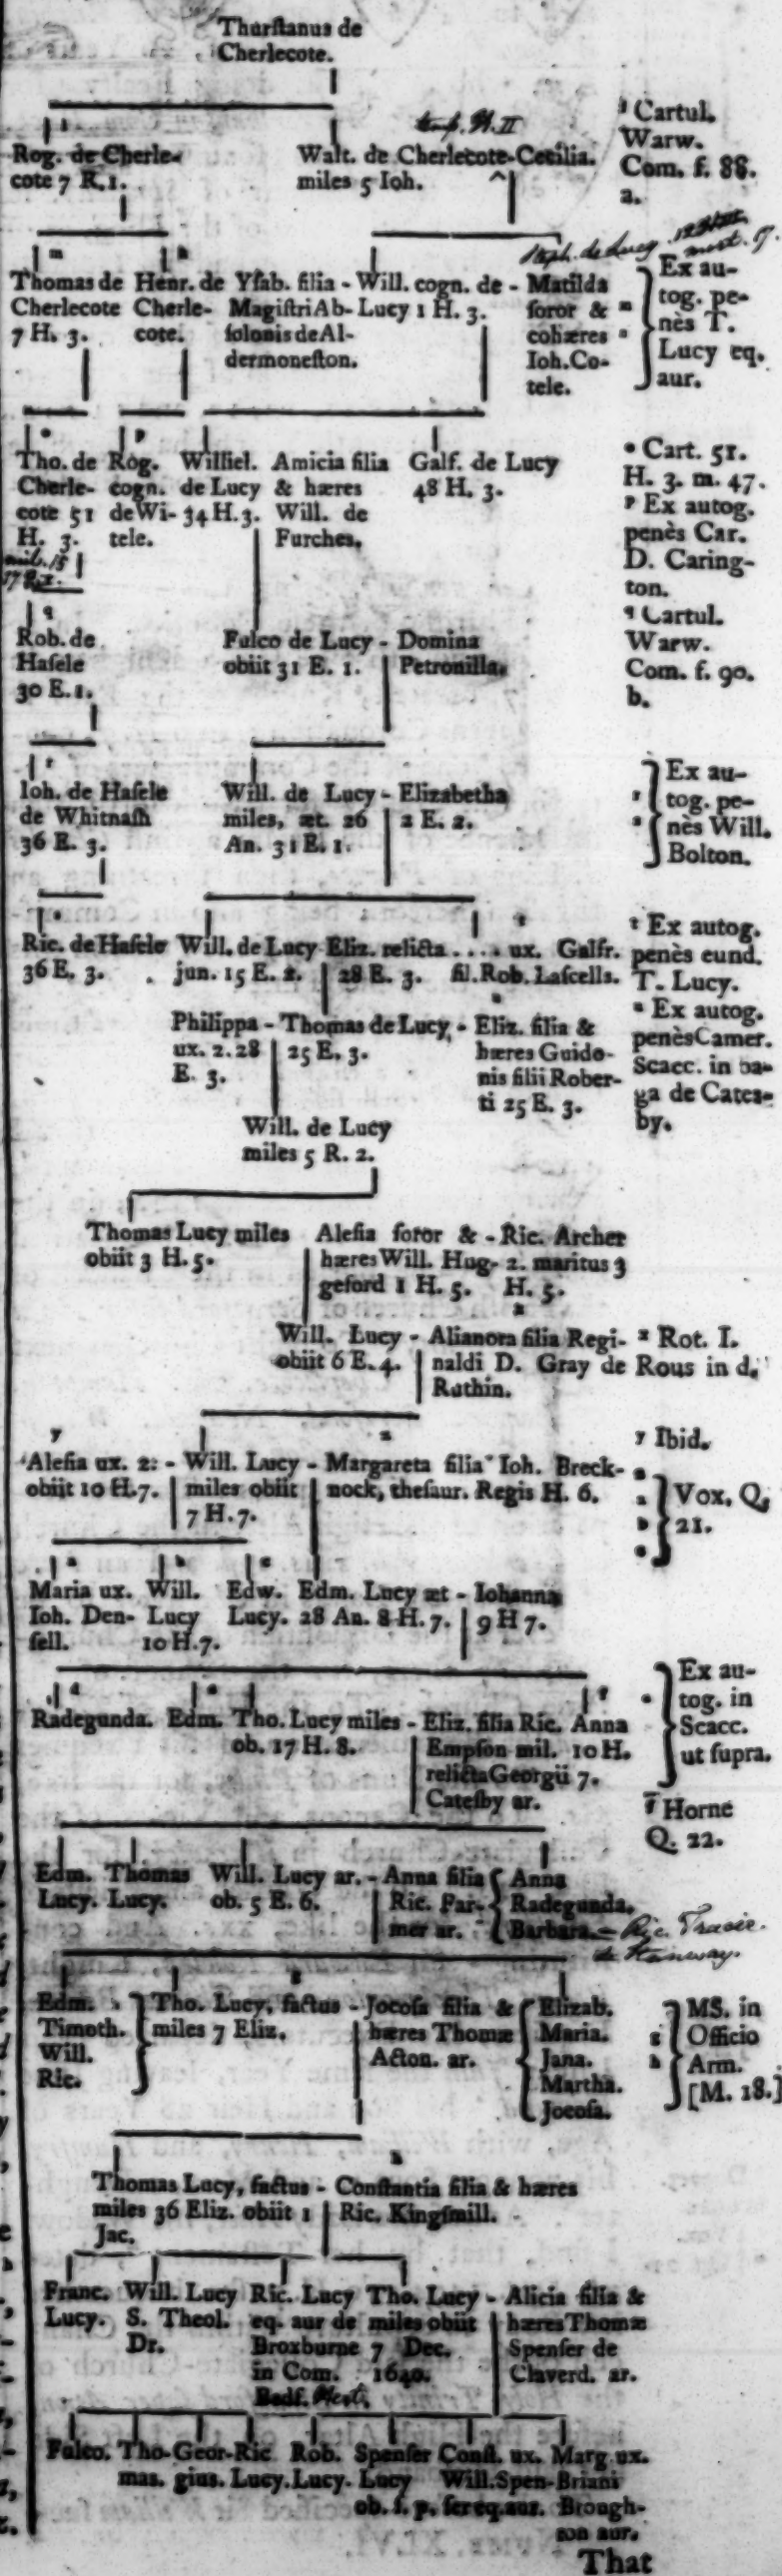 Thurſtanus de
Cherlecote.
temp. H. II
ˡ Cartul.
Warw.
Com. f. 88.
a.
Rog. de Cherle-
cote 7 R. 1.
Walt. de Cherlecote-Cecilia.
miles 5 Ioh.
Steph. de Lucy
mort. 17.
Thomas de
Cherlecote
7 H. 3.
Henr. de
Cherle-
cote.
Yſab. filia -
Magiſtri Ab-
ſolonis de Al-
dermoneſton.
Will. cogn. de -
Lucy 1 H. 3.
Matilda
ſoror &
cohæres
Ioh. Co-
tele.
m
n
Ex au-
tog. pe-
nès T.
Lucy eq.
aur.
Tho. de
Cherle-
cote 51
H. 3.
mil. 15
Rog.
cogn.
de Wi-
tele.
Williel.
de Lucy
34 H. 3.
Amicia filia
& hæres
Will. de
Furches.
Galf. de Lucy
48 H. 3.
ᵒ Cart. 51.
H. 3. m. 47.
ᵖ Ex autog.
penès Car.
D. Caring-
ton.
q Cartul.
Warw.
Com. f. 90.
b.
Rob. de
Haſele
30 E. 1.
Fulco de Lucy -
obiit 31 E. 1.
Domina
Petronilla.
Ioh. de Haſele
de Whitnaſh
36 E. 3.
Will. de Lucy -
miles, æt. 26
An. 31 E. 1.
Elizabetha
2 E. 2.
r
s
Ex au-
tog. pe-
nès Will.
Bolton.
Ric. de Haſele
36 E. 3.
Will. de Lucy
jun. 15 E. 2.
Eliz. relicta
28 E. 3.
.... ux. Galfr.
fil. Rob. Laſcells.
ᵗ Ex autog.
penès eund.
T. Lucy.
ᵘ Ex autog.
penès Camer.
Scacc. in ba-
ga de Cates-
by.
Philippa -
ux. 2. 28
E. 3.
Thomas de Lucy -
25 E. 3.
Eliz. filia &
hæres Guido-
nis filii Rober-
ti 25 E. 3.
Will. de Lucy
miles 5 R. 2.
Thomas Lucy miles
obiit 3 H. 5.
Aleſia ſoror & -
hæres Will. Hug-
geford 1 H. 5.
Ric. Archer
2. maritus 3
H. 5.
Will. Lucy -
obiit 6 E. 4.
Alianora filia Regi-
naldi D. Gray de
Ruthin.
ˣ Rot. I.
Rous in d.
ʸ Ibid.
Aleſia ux. 2. -
obiit 10 H. 7.
Will. Lucy -
miles obiit
7 H. 7.
Margareta filia Ioh. Breck-
nock, theſaur. Regis H. 6.
z
a
b
c
Vox. Q.
21.
Maria ux.
Ioh. Den-
ſell.
Will.
Lucy
10 H. 7.
Edw.
Lucy.
Edm. Lucy æt -
28 An. 8 H. 7.
Iohanna
9 H 7.
Radegunda.
Edm.
Tho. Lucy miles -
ob. 17 H. 8.
Eliz. filia Ric.
Empſon mil.
relicta Georgii
Cateſby ar.
Anna
10 H.
7.
Ex au-
tog. in
Scacc.
ut ſupra.
f Horne
Q. 22.
Edm.
Lucy.
Thomas
Lucy.
Will. Lucy ar. -
ob. 5 E. 6.
Anna filia
Ric. Far-
mer ar.
Anna
Radegunda.
Barbara. - Ric. Tracie.
de Stanway.
Edm.
Timoth.
Will.
Ric.
Tho. Lucy, factus -
miles 7 Eliz.
Jocoſa filia &
hæres Thomæ
Acton. ar.
Elizab.
Maria.
Jana.
Martha.
Jocoſa.
g
h
MS. in
Officio
Arm.
[M. 18.]
Thomas Lucy, factus -
miles 36 Eliz. obiit 1
Jac.
Conſtantia filia & hæres
Ric. Kingſmill.
Franc.
Lucy.
Will. Lucy
S. Theol.
Dr.
Ric. Lucy
eq. aur de
Broxburne
in Com.
Bedf. Hert.
Tho. Lucy -
miles obiit
7 Dec.
1640.
Alicia filia &
hæres Thomæ
Spenſer de
Claverd. ar.
Fulco.
Tho-
mas.
Geor-
gius.
Ric
Lucy.
Rob.
Lucy.
Spenſer
Lucy
ob. ſ. p.
Conſt. ux.
Will. Spen-
ſer eq. aur.
Marg. ux.
Briani
Brough-
ton aur.
That